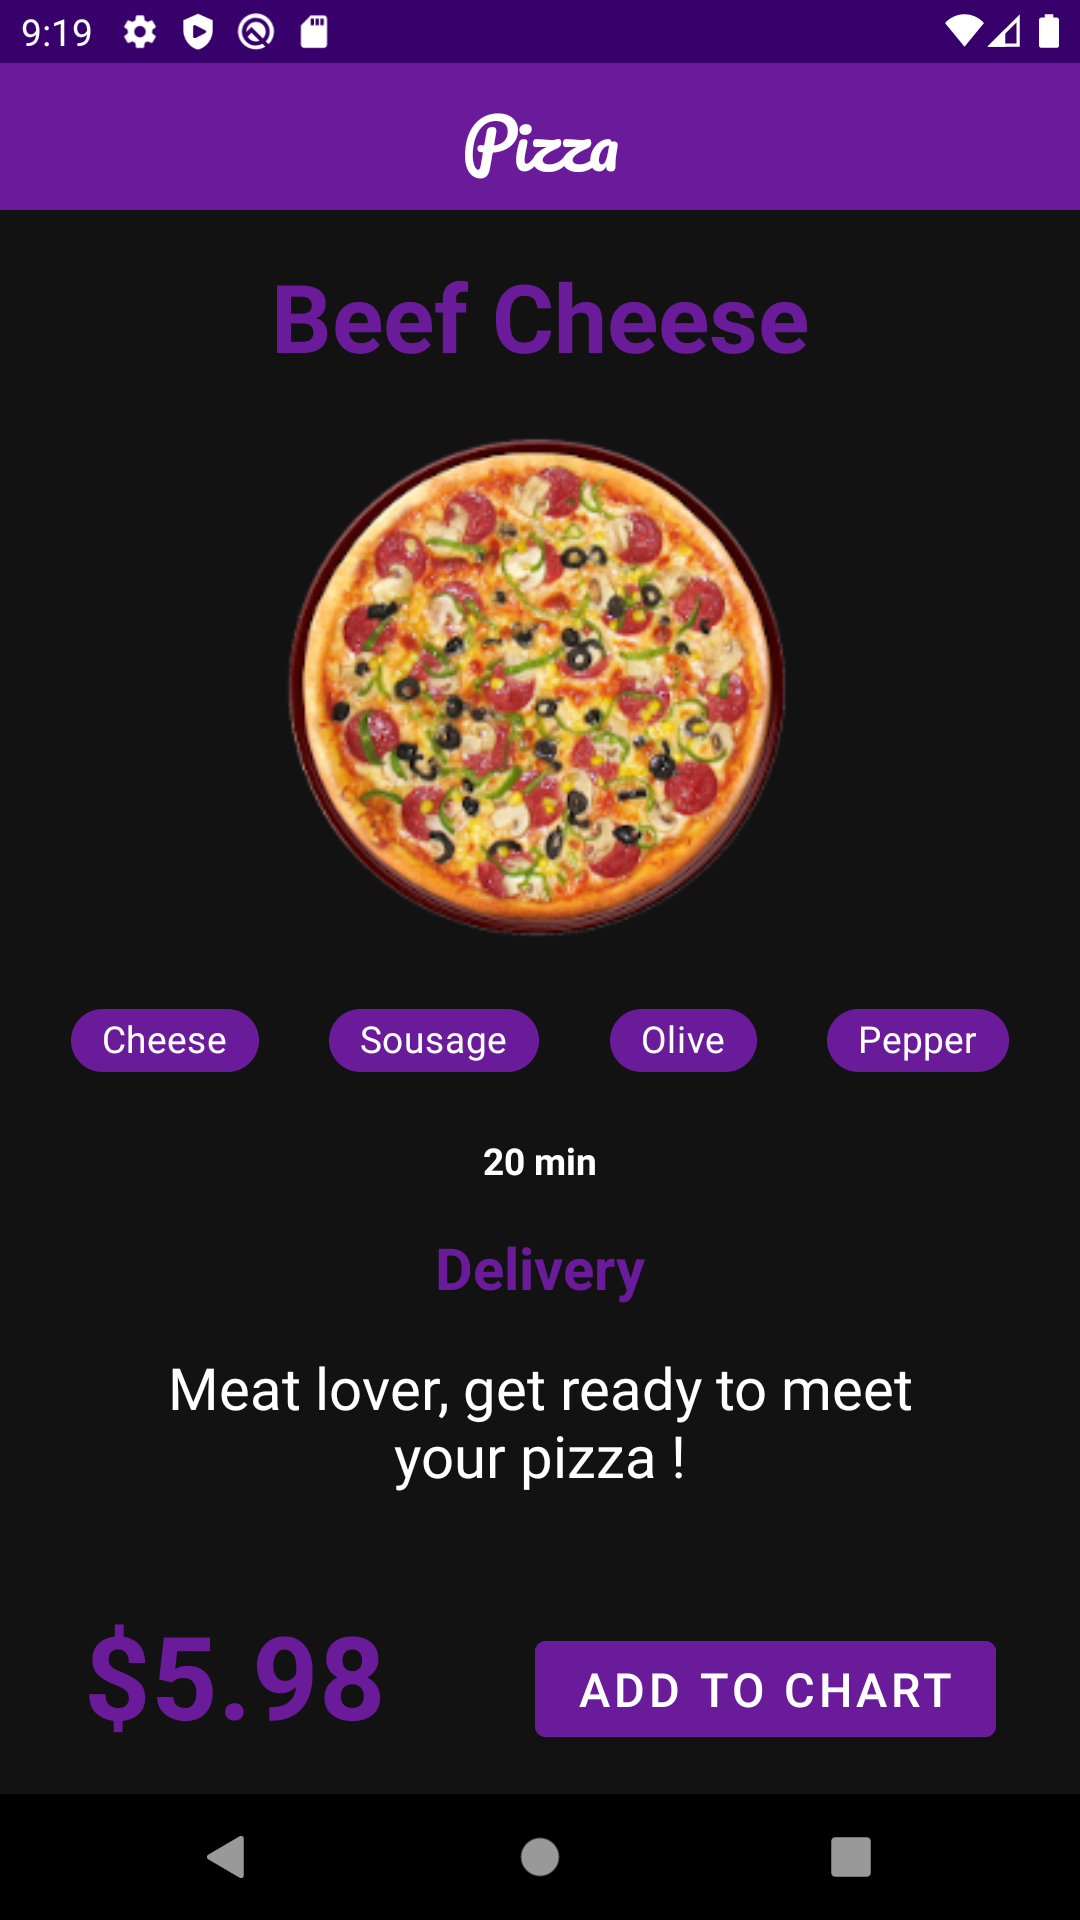 9:19
Pizza
Beef Cheese
Cheese Sousage Olive Pepper
20 min
Delivery
Meat lover, get ready to meet
your pizza !
$5.98 ADD TO CHART